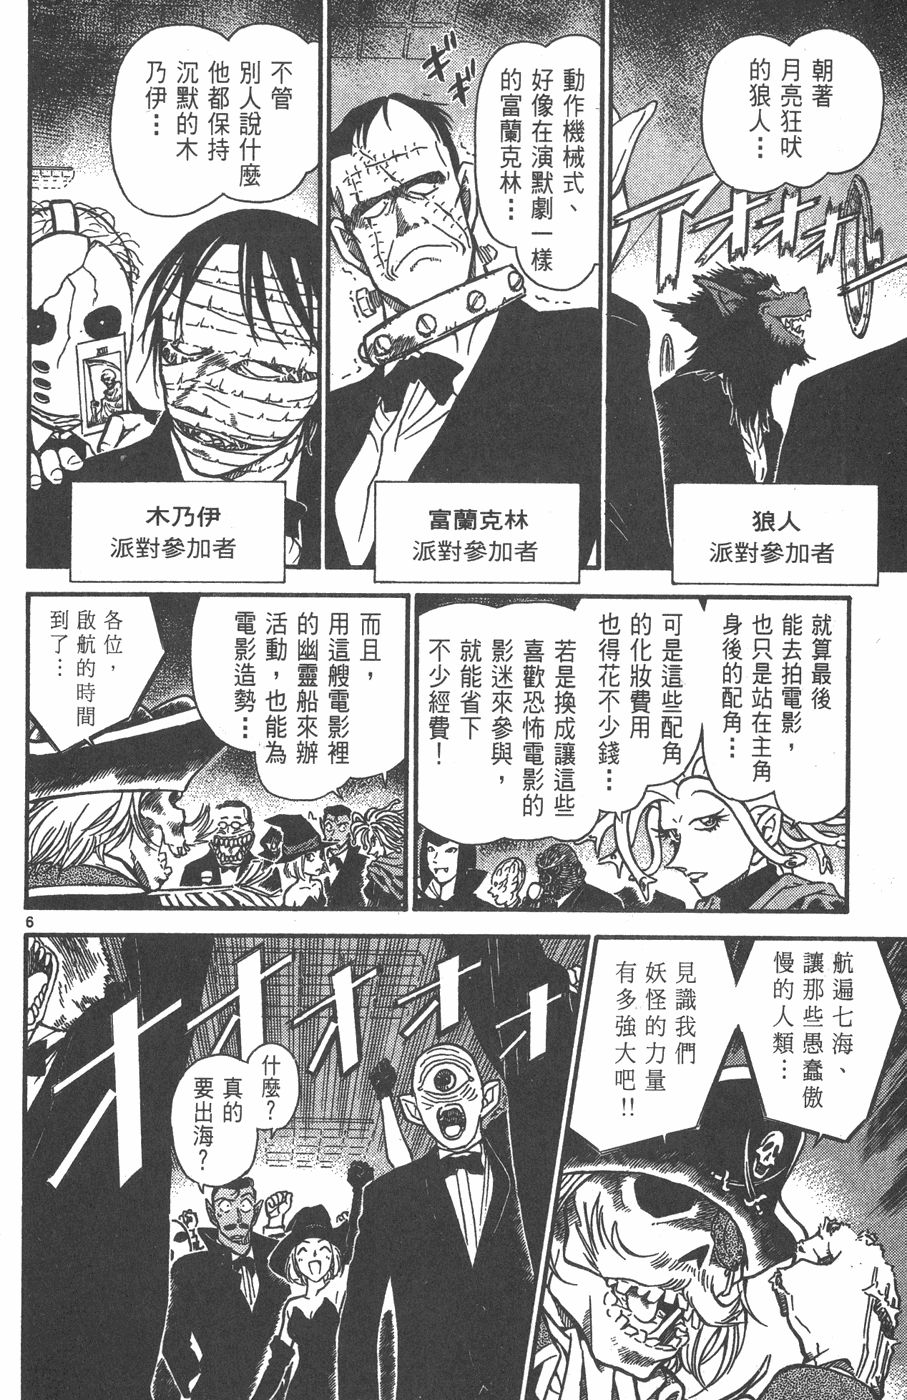 朝著
月亮狂吠
的狼人…
アオオオオ
狼人
派對參加者
動作機械式、
好像在演默劇一樣
的富蘭克林…
ギギ
富蘭克林
派對參加者
不管
別人說什麼
他都保持
沉默的木
乃伊…
XIII
木乃伊
派對參加者
就算最後
能去拍電影，
也只是站在主角
身後的配角…
可是這些配角
的化妝費用
也得花不少錢…
若是換成讓這些
喜歡恐怖電影的
影迷來參與，
就能省下
不少經費！
而且，
用這艘電影裡
的幽靈船來辦
活動，也能為
電影造勢…
各位，
啟航的時間
到了…
6
航遍七海、
讓那些愚蠢傲
慢的人類…
見識我們
妖怪的力量
有多強大吧！！
什麼？
真的
要出海？